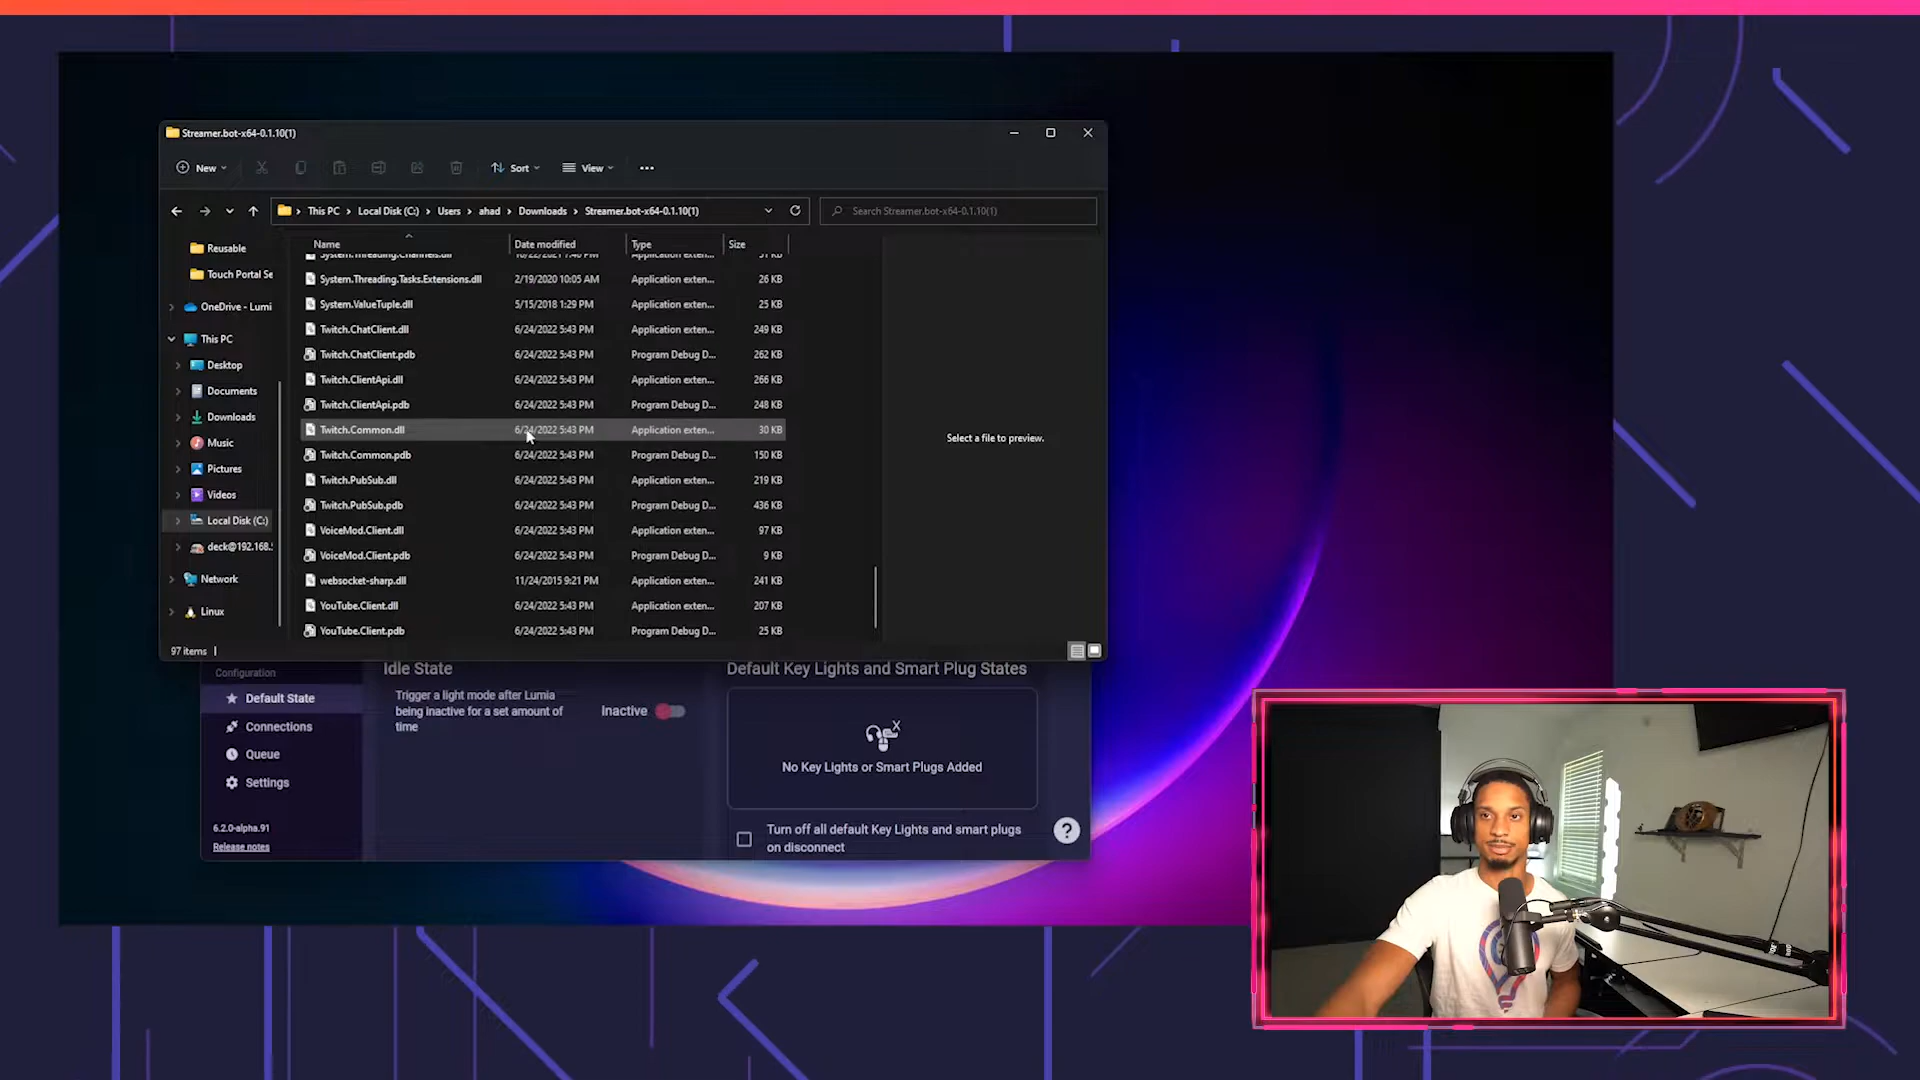 Streamer.bot-x64-0.1.10(1)
New
Sort
View
This PC
Local Disk (C:)
Users
ahad
Downloads
Streamer.bot-x64-0.1.10(1)
Search Streamer.bot-x64-0.1.10(1)
Reusable
Touch Portal Se
OneDrive - Lumi
This PC
Desktop
Documents
Downloads
Music
Pictures
Videos
Local Disk (C:)
deck@192.168.
Network
Linux
Name Date modified Type Size
System.Threading.Channels.dll
System.Threading.Tasks.Extensions.dll 2/19/2020 10:05 AM Application exten... 26 KB
System.ValueTuple.dll 5/15/2018 1:29 PM Application exten... 25 KB
Twitch.ChatClient.dll 6/24/2022 5:43 PM Application exten... 249 KB
Twitch.ChatClient.pdb 6/24/2022 5:43 PM Program Debug D... 262 KB
Twitch.ClientApi.dll 6/24/2022 5:43 PM Application exten... 266 KB
Twitch.ClientApi.pdb 6/24/2022 5:43 PM Program Debug D... 248 KB
Twitch.Common.dll 6/24/2022 5:43 PM Application exten... 30 KB
Twitch.Common.pdb 6/24/2022 5:43 PM Program Debug D... 150 KB
Twitch.PubSub.dll 6/24/2022 5:43 PM Application exten... 219 KB
Twitch.PubSub.pdb 6/24/2022 5:43 PM Program Debug D... 436 KB
VoiceMod.Client.dll 6/24/2022 5:43 PM Application exten... 97 KB
VoiceMod.Client.pdb 6/24/2022 5:43 PM Program Debug D... 9 KB
websocket-sharp.dll 11/24/2015 9:21 PM Application exten... 241 KB
YouTube.Client.dll 6/24/2022 5:43 PM Application exten... 207 KB
YouTube.Client.pdb 6/24/2022 5:43 PM Program Debug D... 25 KB
Select a file to preview.
97 items
Configuration
Default State
Connections
Queue
Settings
6.2.0-alpha.91
Release notes
Idle State
Trigger a light mode after Lumia
being inactive for a set amount of
time
Inactive
Default Key Lights and Smart Plug States
No Key Lights or Smart Plugs Added
Turn off all default Key Lights and smart plugs
on disconnect
?